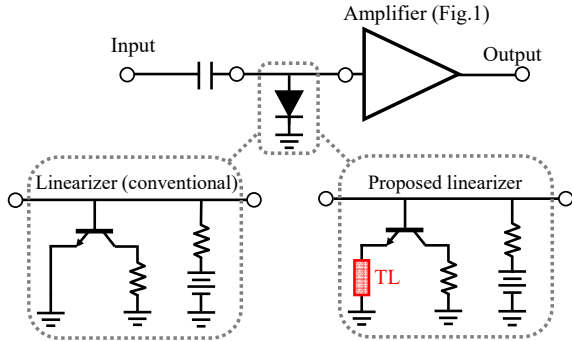 Amplifier (Fig.1)
Input
Output
Linearizer (conventional)
Proposed linearizer
TL